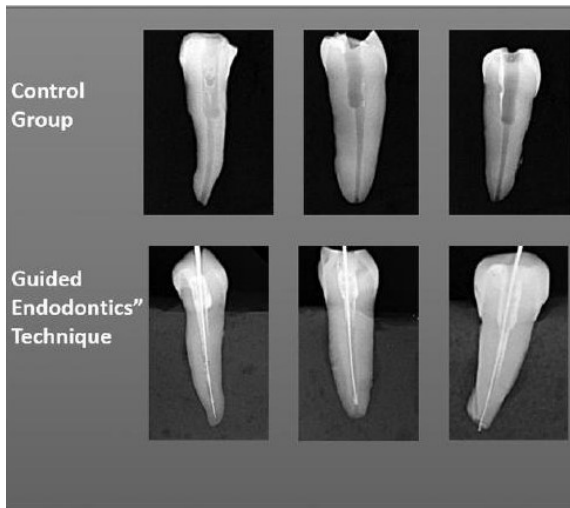 Control
Group
Guided
Endodontics”
Technique